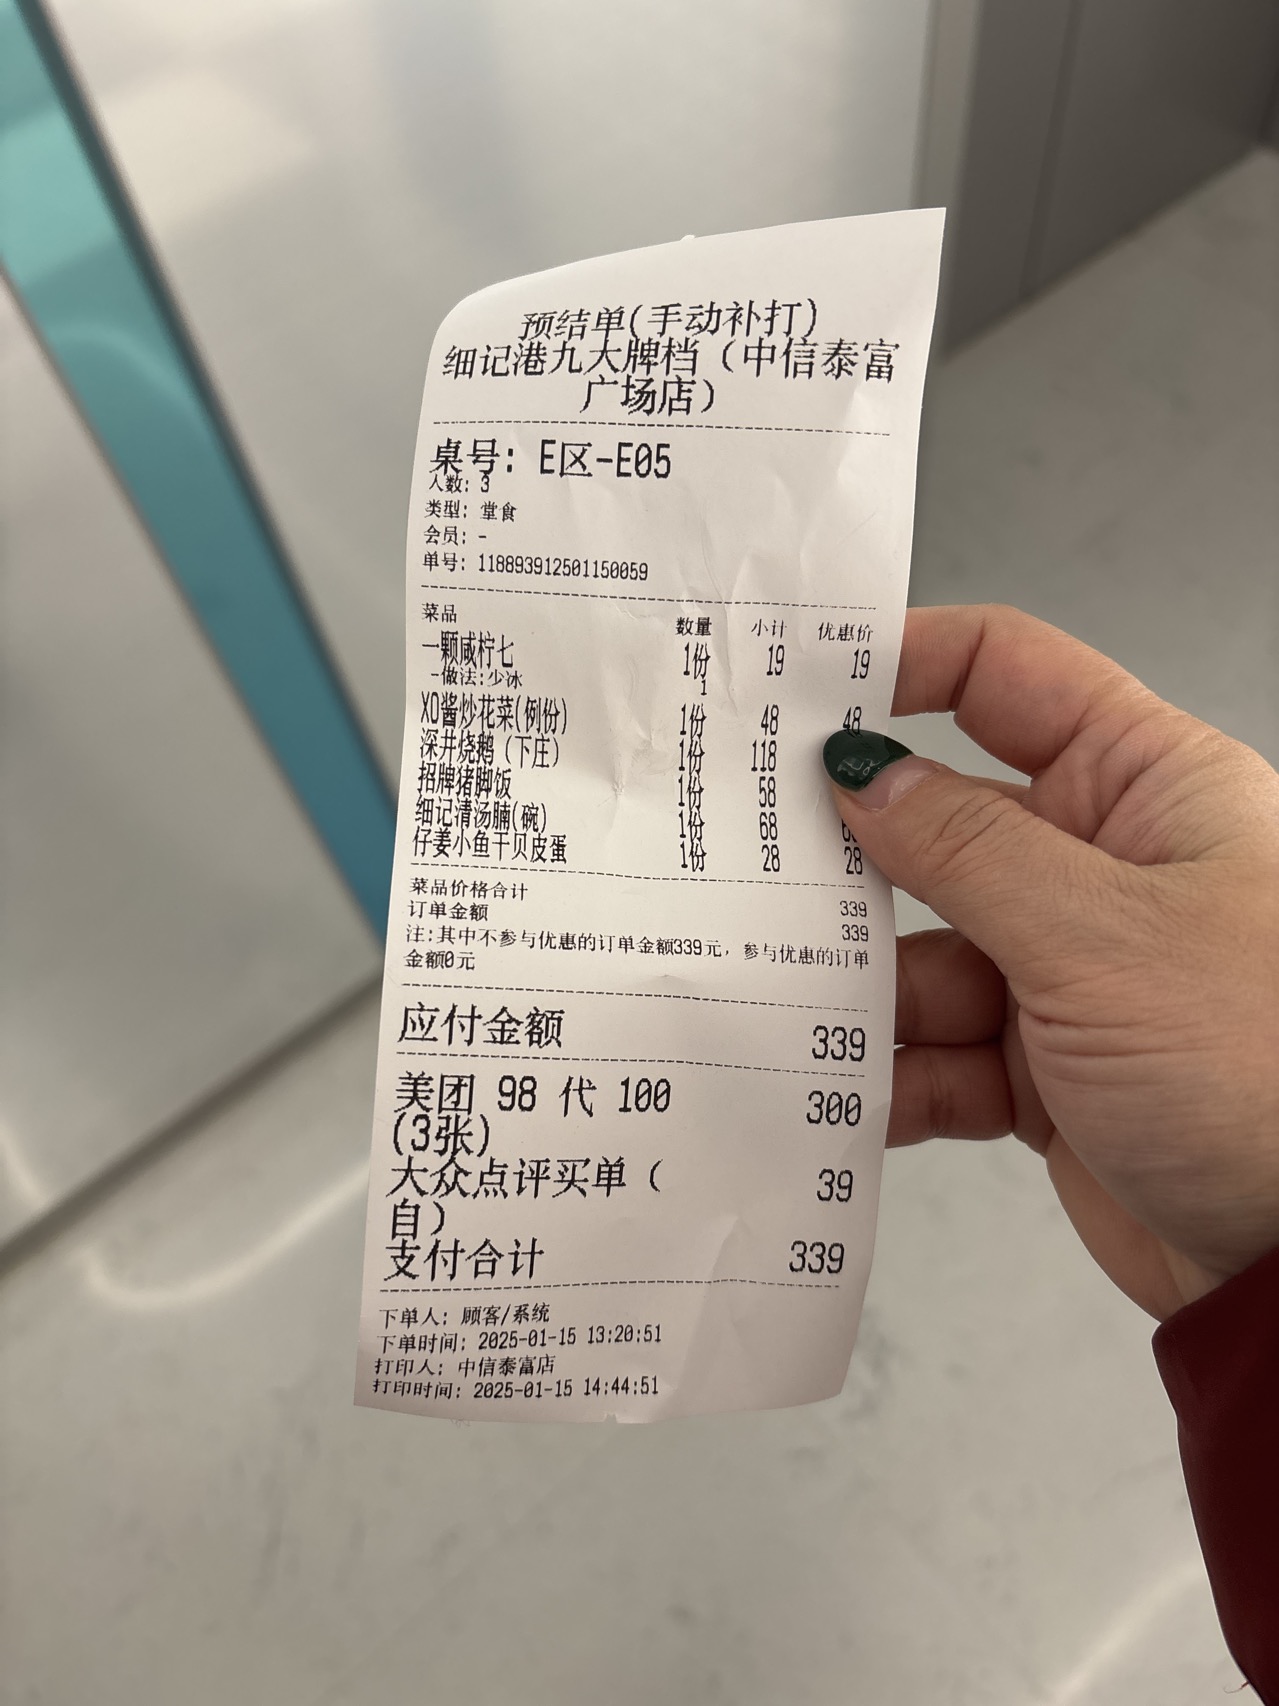 预结单(手动补打)
细记港九大牌档（中信泰富
广场店）
桌号: E区-E05
人数: 3
类型: 堂食
会员: -
单号: 118893912501150059
菜品 数量 小计 优惠价
一颗咸柠七 1份 19 19
-做法:少冰 1
XO酱炒花菜(例份) 1份 48 48
深井烧鹅（下庄） 1份 118
招牌猪脚饭 1份 58
细记清汤腩(碗) 1份 68
仔姜小鱼干贝皮蛋 1份 28 28
菜品价格合计 339
订单金额 339
注:其中不参与优惠的订单金额339元, 参与优惠的订单
金额0元
应付金额 339
美团 98 代 100 300
(3张)
大众点评买单（ 39
自）
支付合计 339
下单人: 顾客/系统
下单时间: 2025-01-15 13:20:51
打印人: 中信泰富店
打印时间: 2025-01-15 14:44:51